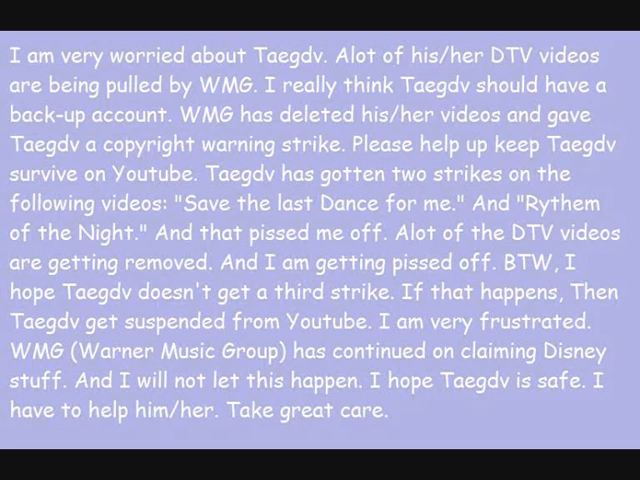 I am very worried about Taegdv. Alot of his/her DTV videos
are being pulled by WMG. I really think Taegdv should have a
back-up account. WMG has deleted his/her videos and gave
Taegdv a copyright warning strike. Please help up keep Taegdv
survive on Youtube. Taegdv has gotten two strikes on the
following videos: "Save the last Dance for me." And "Rythem
of the Night." And that pissed me off. Alot of the DTV videos
are getting removed. And I am getting pissed off. BTW, I
hope Taegdv doesn't get a third strike. If that happens, Then
Taegdv get suspended from Youtube. I am very frustrated.
WMG (Warner Music Group) has continued on claiming Disney
stuff. And I will not let this happen. I hope Taegdv is safe. I
have to help him/her. Take great care.